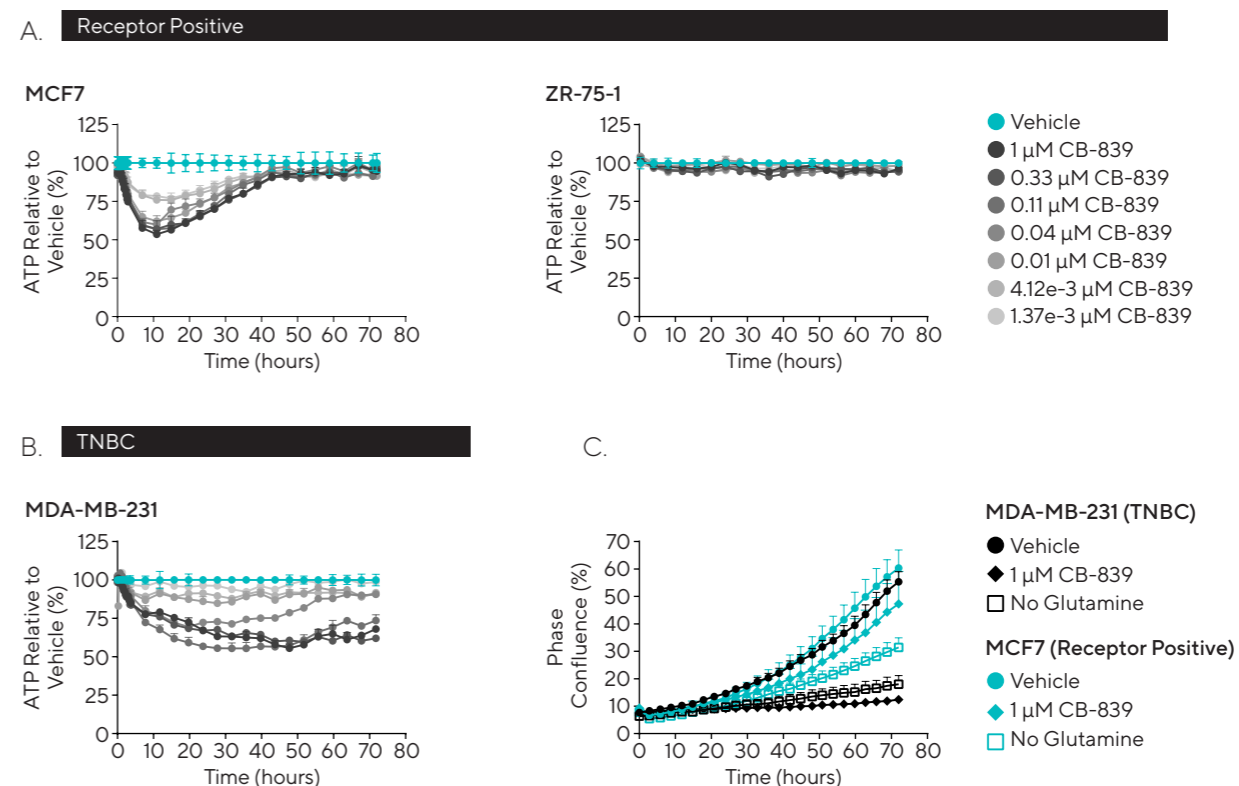 A.
Receptor Positive
MCF7
ATP Relative to
Vehicle (%)
125
100
75
50
25
0
0 10 20 30 40 50 60 70 80
Time (hours)
ZR-75-1
ATP Relative to
Vehicle (%)
125
100
75
50
25
0
0 10 20 30 40 50 60 70 80
Time (hours)
Vehicle
1 µM CB-839
0.33 µM CB-839
0.11 µM CB-839
0.04 µM CB-839
0.01 µM CB-839
4.12e-3 µM CB-839
1.37e-3 µM CB-839
B.
TNBC
MDA-MB-231
ATP Relative to
Vehicle (%)
125
100
75
50
25
0
0 10 20 30 40 50 60 70 80
Time (hours)
C.
Phase
Confluence (%)
70
60
50
40
30
20
10
0
0 10 20 30 40 50 60 70 80
Time (hours)
MDA-MB-231 (TNBC)
Vehicle
1 µM CB-839
No Glutamine
MCF7 (Receptor Positive)
Vehicle
1 µM CB-839
No Glutamine